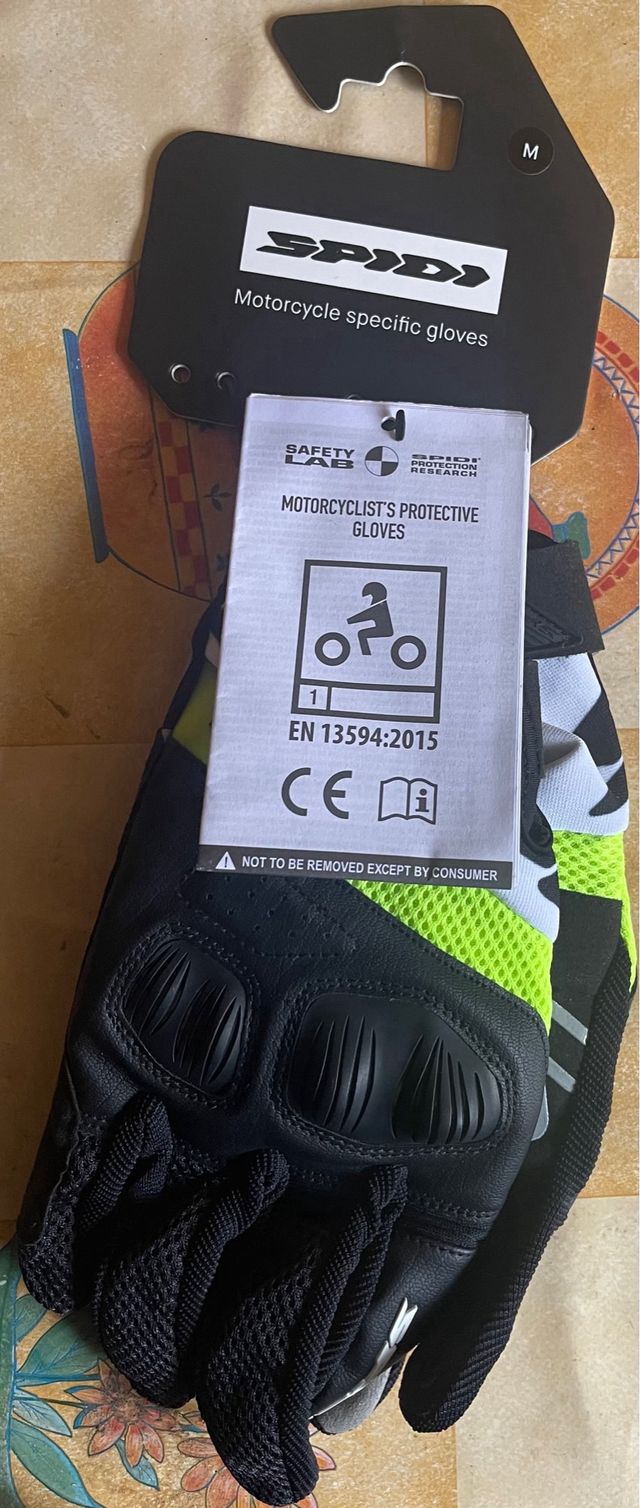 M
SPIDI
Motorcycle specific gloves
SAFETY
LAB
SPIDI®
PROTECTION
RESEARCH
MOTORCYCLIST'S PROTECTIVE
GLOVES
1
EN 13594:2015
CE
i
NOT TO BE REMOVED EXCEPT BY CONSUMER